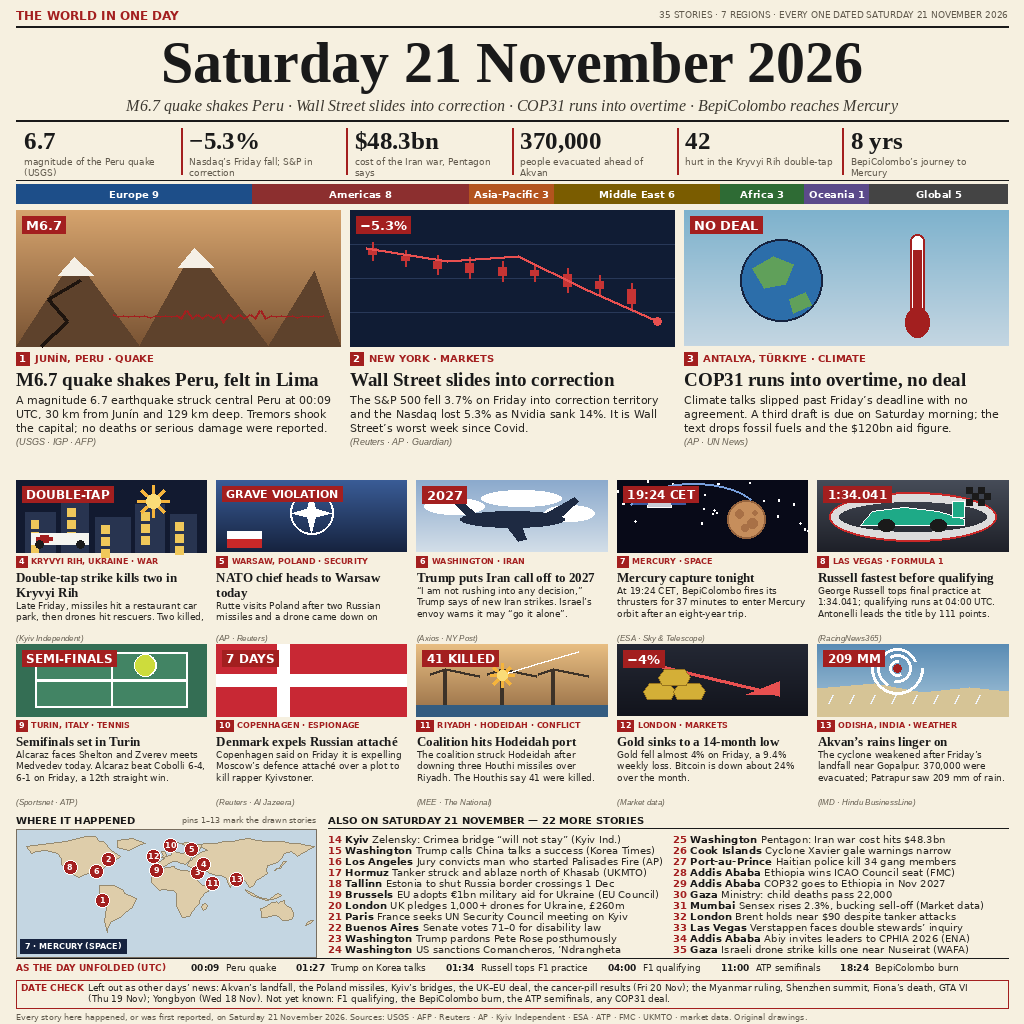 THE WORLD IN ONE DAY
35 STORIES · 7 REGIONS · EVERY ONE DATED SATURDAY 21 NOVEMBER 2026
Saturday 21 November 2026
M6.7 quake shakes Peru · Wall Street slides into correction · COP31 runs into overtime · BepiColombo reaches Mercury
6.7
magnitude of the Peru quake
(USGS)
−5.3%
Nasdaq's Friday fall; S&P in
correction
$48.3bn
cost of the Iran war, Pentagon
says
370,000
people evacuated ahead of
Akvan
42
hurt in the Kryvyi Rih double-tap
8 yrs
BepiColombo's journey to
Mercury
Europe 9
Americas 8
Asia-Pacific 3
Middle East 6
Africa 3
Oceania 1
Global 5
M6.7
1 JUNÍN, PERU · QUAKE
M6.7 quake shakes Peru, felt in Lima
A magnitude 6.7 earthquake struck central Peru at 00:09
UTC, 30 km from Junín and 129 km deep. Tremors shook
the capital; no deaths or serious damage were reported.
(USGS · IGP · AFP)
−5.3%
2 NEW YORK · MARKETS
Wall Street slides into correction
The S&P 500 fell 3.7% on Friday into correction territory
and the Nasdaq lost 5.3% as Nvidia sank 14%. It is Wall
Street's worst week since Covid.
(Reuters · AP · Guardian)
NO DEAL
3 ANTALYA, TÜRKIYE · CLIMATE
COP31 runs into overtime, no deal
Climate talks slipped past Friday's deadline with no
agreement. A third draft is due on Saturday morning; the
text drops fossil fuels and the $120bn aid figure.
(AP · UN News)
DOUBLE-TAP
4 KRYVYI RIH, UKRAINE · WAR
Double-tap strike kills two in
Kryvyi Rih
Late Friday, missiles hit a restaurant car
park, then drones hit rescuers. Two killed,
(Kyiv Independent)
GRAVE VIOLATION
5 WARSAW, POLAND · SECURITY
NATO chief heads to Warsaw
today
Rutte visits Poland after two Russian
missiles and a drone came down on
(AP · Reuters)
2027
6 WASHINGTON · IRAN
Trump puts Iran call off to 2027
"I am not rushing into any decision,"
Trump says of new Iran strikes. Israel's
envoy warns it may "go it alone".
(Axios · NY Post)
19:24 CET
7 MERCURY · SPACE
Mercury capture tonight
At 19:24 CET, BepiColombo fires its
thrusters for 37 minutes to enter Mercury
orbit after an eight-year trip.
(ESA · Sky & Telescope)
1:34.041
8 LAS VEGAS · FORMULA 1
Russell fastest before qualifying
George Russell tops final practice at
1:34.041; qualifying runs at 04:00 UTC.
Antonelli leads the title by 111 points.
(RacingNews365)
SEMI-FINALS
9 TURIN, ITALY · TENNIS
Semifinals set in Turin
Alcaraz faces Shelton and Zverev meets
Medvedev today. Alcaraz beat Cobolli 6-4,
6-1 on Friday, a 12th straight win.
(Sportsnet · ATP)
7 DAYS
10 COPENHAGEN · ESPIONAGE
Denmark expels Russian attaché
Copenhagen said on Friday it is expelling
Moscow's defence attaché over a plot to
kill rapper Kyivstoner.
(Reuters · Al Jazeera)
41 KILLED
11 RIYADH · HODEIDAH · CONFLICT
Coalition hits Hodeidah port
The coalition struck Hodeidah after
downing three Houthi missiles over
Riyadh. The Houthis say 41 were killed.
(MEE · The National)
−4%
12 LONDON · MARKETS
Gold sinks to a 14-month low
Gold fell almost 4% on Friday, a 9.4%
weekly loss. Bitcoin is down about 24%
over the month.
(Market data)
209 MM
13 ODISHA, INDIA · WEATHER
Akvan's rains linger on
The cyclone weakened after Friday's
landfall near Gopalpur. 370,000 were
evacuated; Patrapur saw 209 mm of rain.
(IMD · Hindu BusinessLine)
WHERE IT HAPPENED
pins 1–13 mark the drawn stories
8
2
6
1
12
10
5
9
3
4
11
13
7 · MERCURY (SPACE)
ALSO ON SATURDAY 21 NOVEMBER — 22 MORE STORIES
14 Kyiv Zelensky: Crimea bridge "will not stay" (Kyiv Ind.)
15 Washington Trump calls China talks a success (Korea Times)
16 Los Angeles Jury convicts man who started Palisades Fire (AP)
17 Hormuz Tanker struck and ablaze north of Khasab (UKMTO)
18 Tallinn Estonia to shut Russia border crossings 1 Dec
19 Brussels EU adopts €1bn military aid for Ukraine (EU Council)
20 London UK pledges 1,000+ drones for Ukraine, £260m
21 Paris France seeks UN Security Council meeting on Kyiv
22 Buenos Aires Senate votes 71–0 for disability law
23 Washington Trump pardons Pete Rose posthumously
24 Washington US sanctions Comancheros, 'Ndrangheta
25 Washington Pentagon: Iran war cost hits $48.3bn
26 Cook Islands Cyclone Xavier gale warnings narrow
27 Port-au-Prince Haitian police kill 34 gang members
28 Addis Ababa Ethiopia wins ICAO Council seat (FMC)
29 Addis Ababa COP32 goes to Ethiopia in Nov 2027
30 Gaza Ministry: child deaths pass 22,000
31 Mumbai Sensex rises 2.3%, bucking sell-off (Market data)
32 London Brent holds near $90 despite tanker attacks
33 Las Vegas Verstappen faces double stewards' inquiry
34 Addis Ababa Abiy invites leaders to CPHIA 2026 (ENA)
35 Gaza Israeli drone strike kills one near Nuseirat (WAFA)
AS THE DAY UNFOLDED (UTC) 00:09 Peru quake 01:27 Trump on Korea talks 01:34 Russell tops F1 practice 04:00 F1 qualifying 11:00 ATP semifinals 18:24 BepiColombo burn
DATE CHECK Left out as other days' news: Akvan's landfall, the Poland missiles, Kyiv's bridges, the UK–EU deal, the cancer-pill results (Fri 20 Nov); the Myanmar ruling, Shenzhen summit, Fiona's death, GTA VI
(Thu 19 Nov); Yongbyon (Wed 18 Nov). Not yet known: F1 qualifying, the BepiColombo burn, the ATP semifinals, any COP31 deal.
Every story here happened, or was first reported, on Saturday 21 November 2026. Sources: USGS · AFP · Reuters · AP · Kyiv Independent · ESA · ATP · FMC · UKMTO · market data. Original drawings.